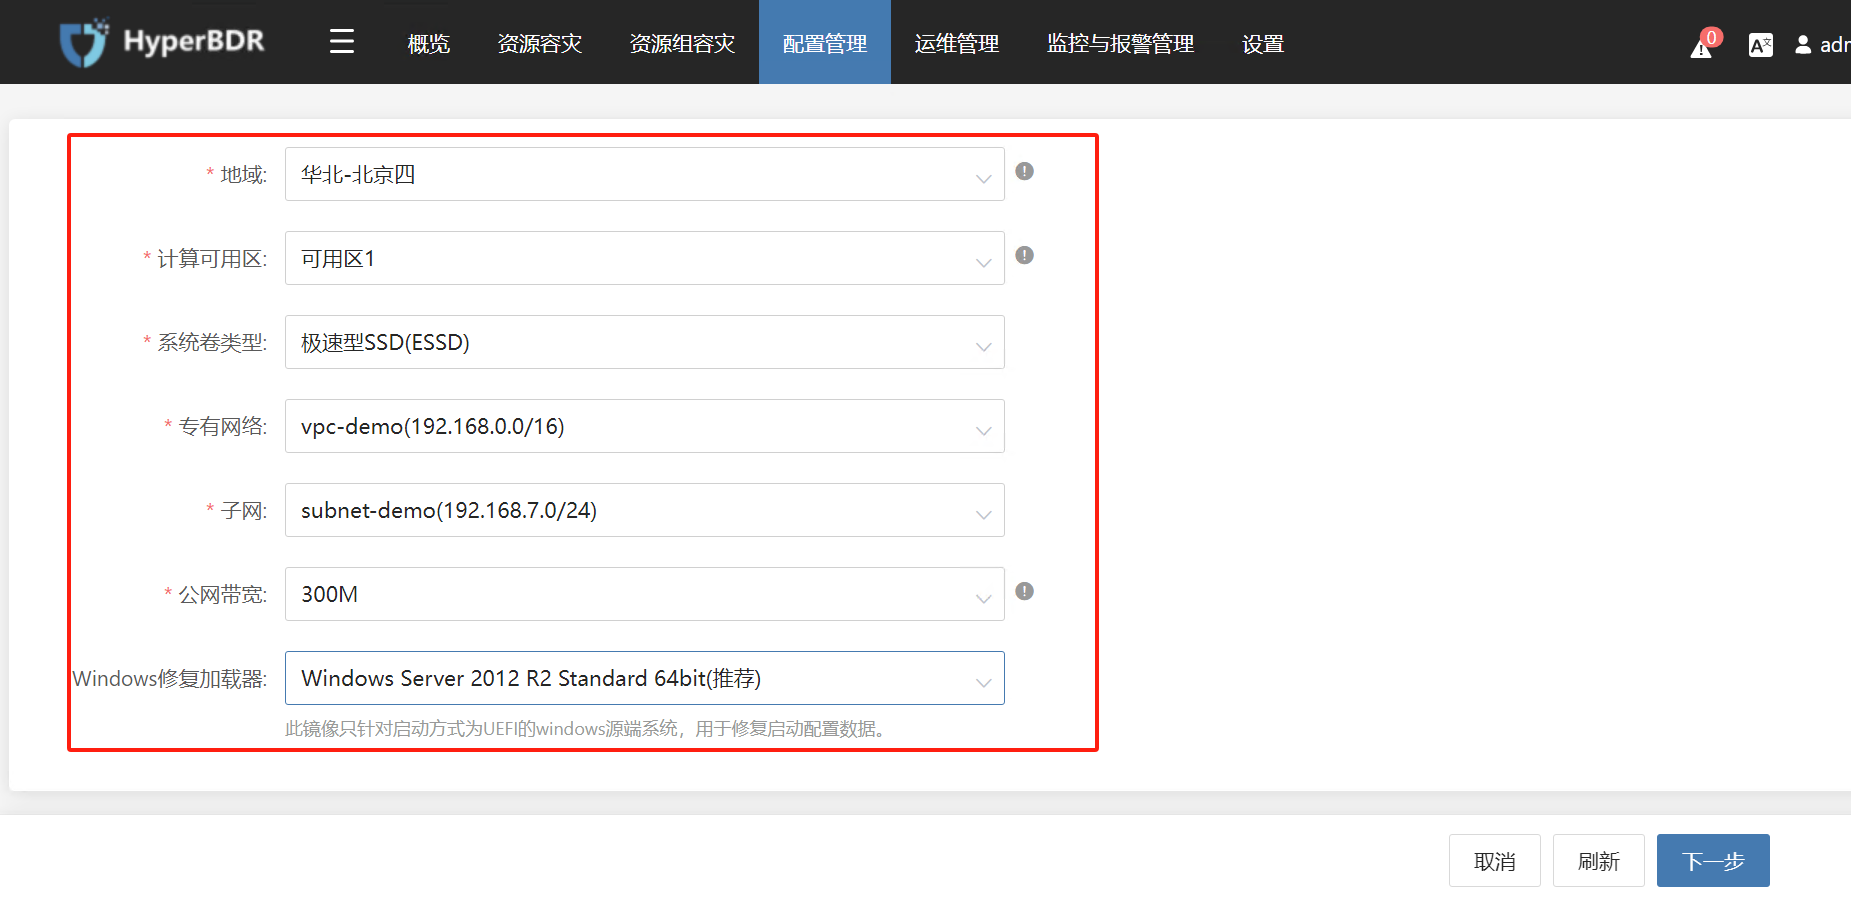 HyperBDR 概览 资源容灾 资源组容灾 配置管理 运维管理 监控与报警管理 设置 0 A文 adm
* 地域: 华北-北京四
* 计算可用区: 可用区1
* 系统卷类型: 极速型SSD(ESSD)
* 专有网络: vpc-demo(192.168.0.0/16)
* 子网: subnet-demo(192.168.7.0/24)
* 公网带宽: 300M
Windows修复加载器: Windows Server 2012 R2 Standard 64bit(推荐)
此镜像只针对启动方式为UEFI的windows源端系统，用于修复启动配置数据。
取消 刷新 下一步